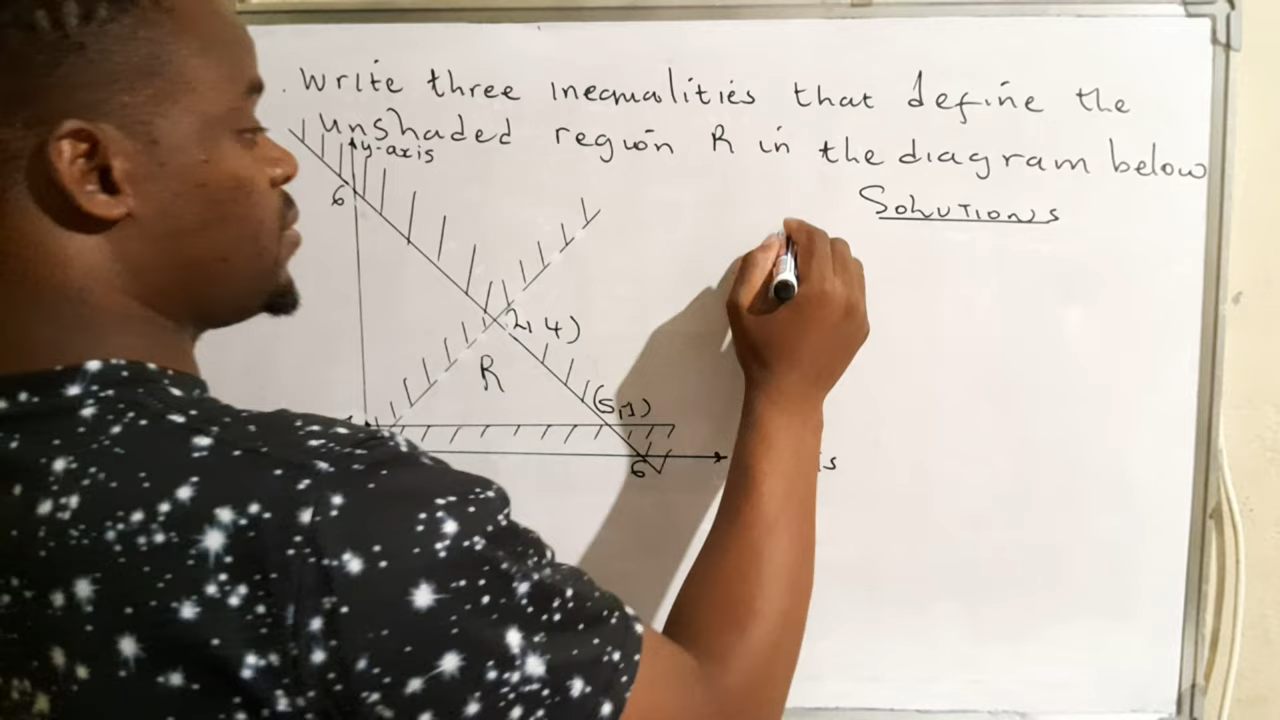 Write three inequalities that define the
unshaded region R in the diagram below
Solutions
y-axis
6
2, 4)
R
(5,1)
6
is